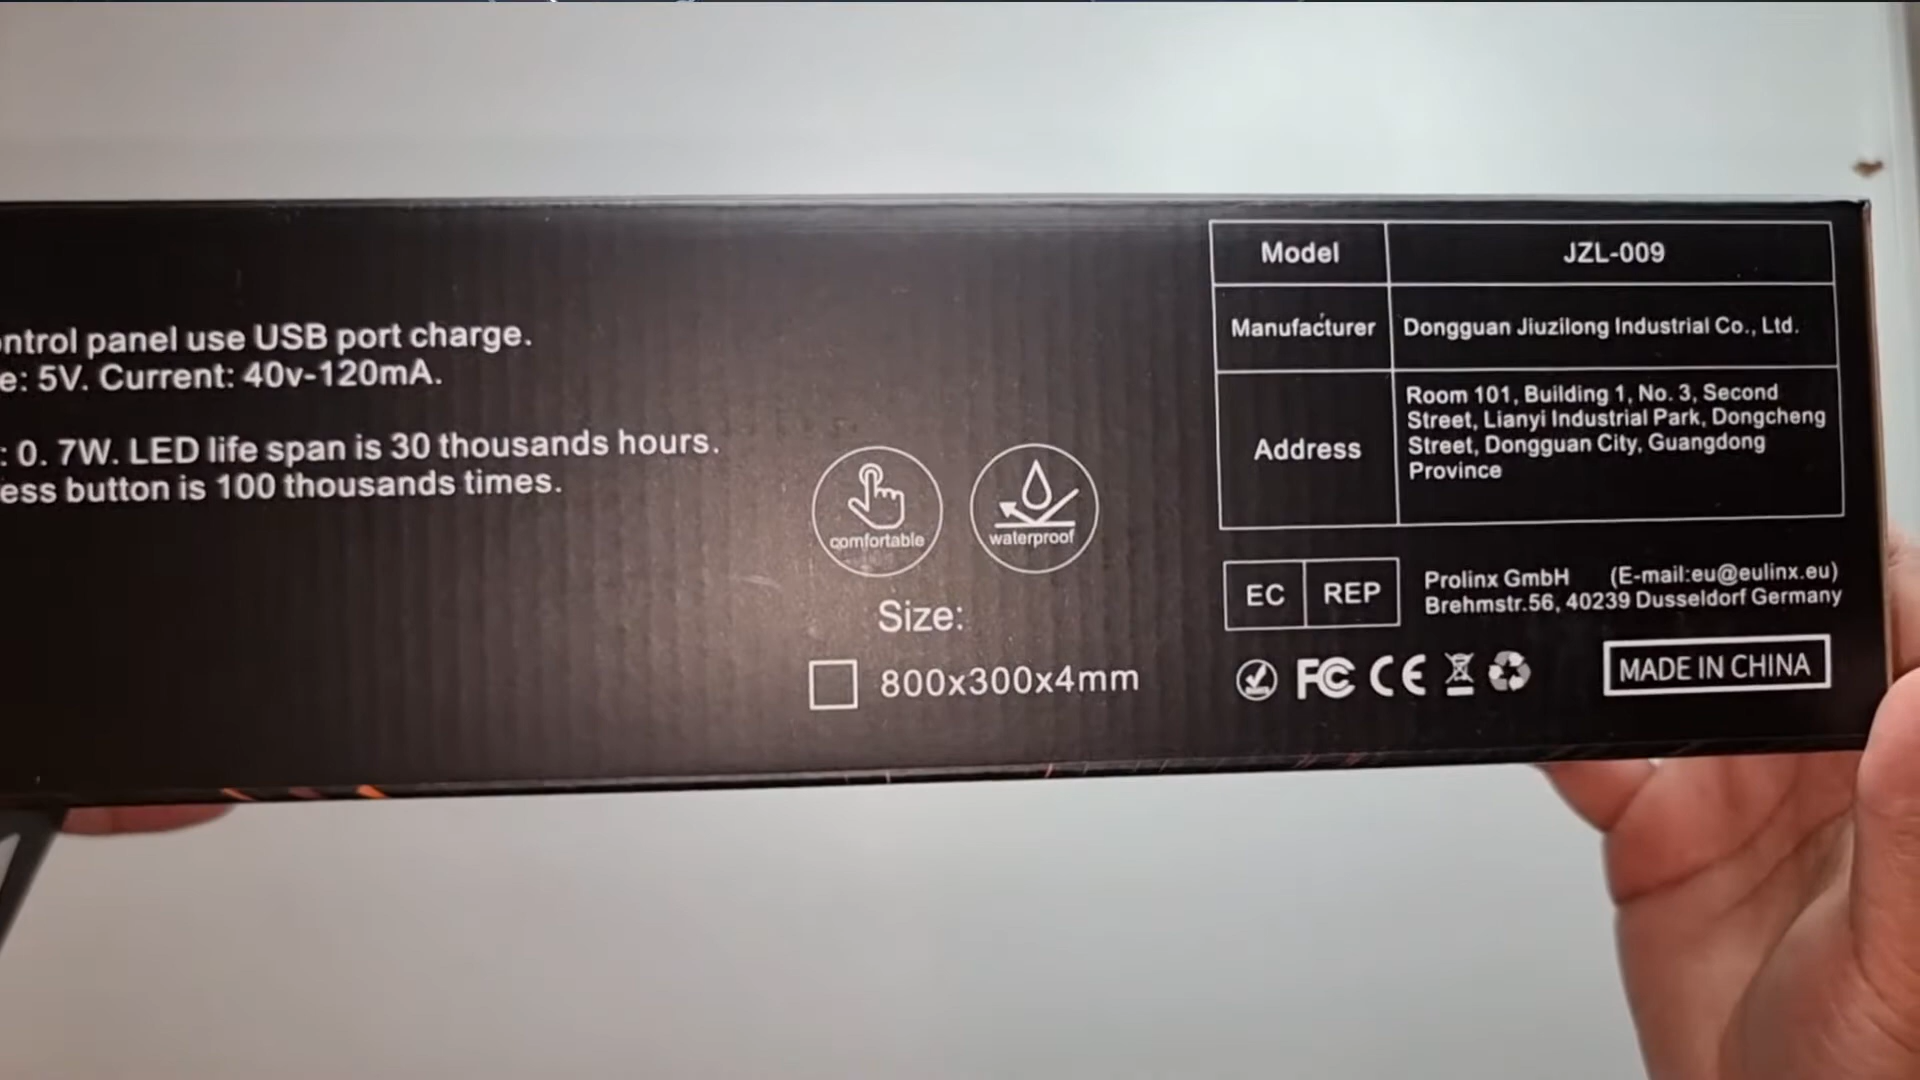 ntrol panel use USB port charge.
e: 5V. Current: 40v-120mA.
: 0. 7W. LED life span is 30 thousands hours.
ess button is 100 thousands times.
comfortable
waterproof
Size:
800x300x4mm
Model JZL-009
Manufacturer Dongguan Jiuzilong Industrial Co., Ltd.
Address
Room 101, Building 1, No. 3, Second
Street, Lianyi Industrial Park, Dongcheng
Street, Dongguan City, Guangdong
Province
EC REP
Prolinx GmbH (E-mail:eu@eulinx.eu)
Brehmstr.56, 40239 Dusseldorf Germany
FC CE
MADE IN CHINA